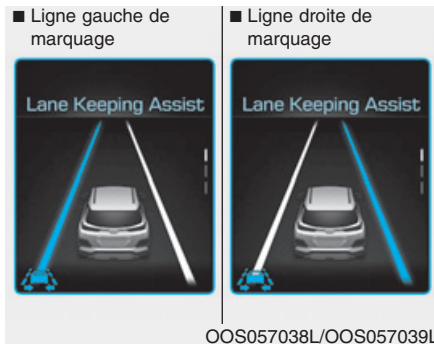 ■ Ligne gauche de
marquage
■ Ligne droite de
marquage
Lane Keeping Assist
Lane Keeping Assist
OOS057038L/OOS057039L